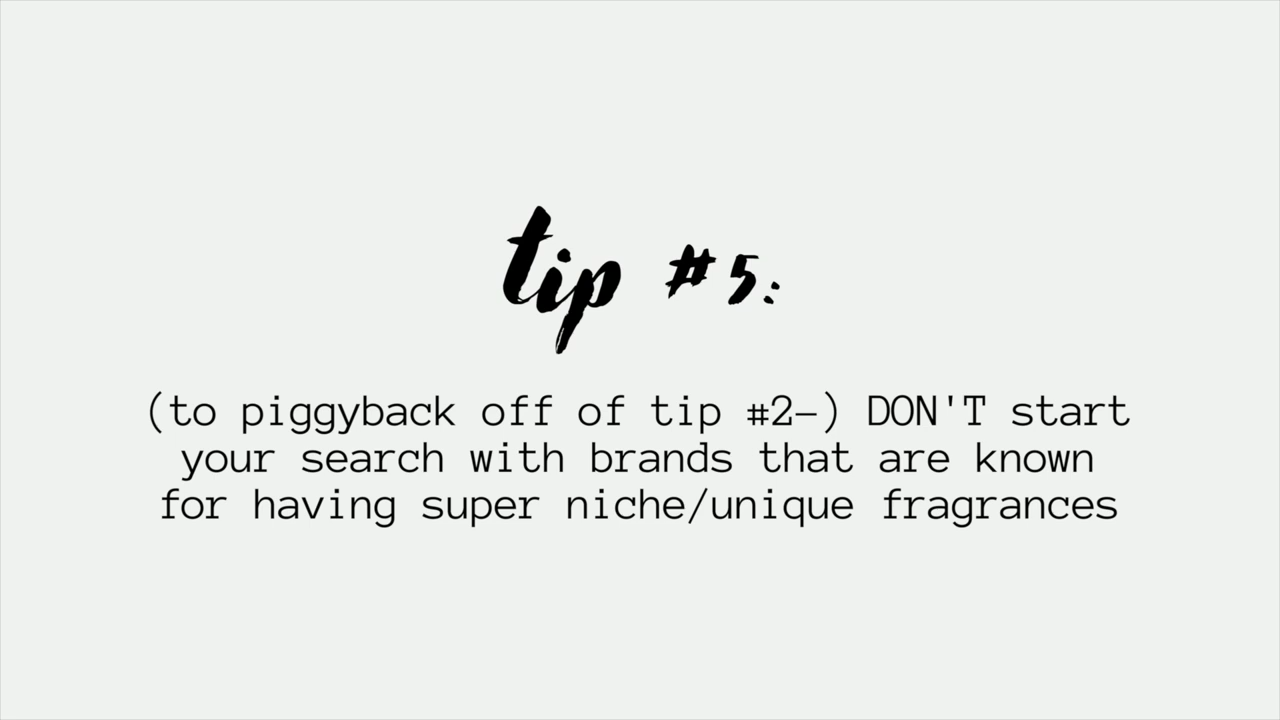 tip #5:
(to piggyback off of tip #2-) DON'T start
your search with brands that are known
for having super niche/unique fragrances